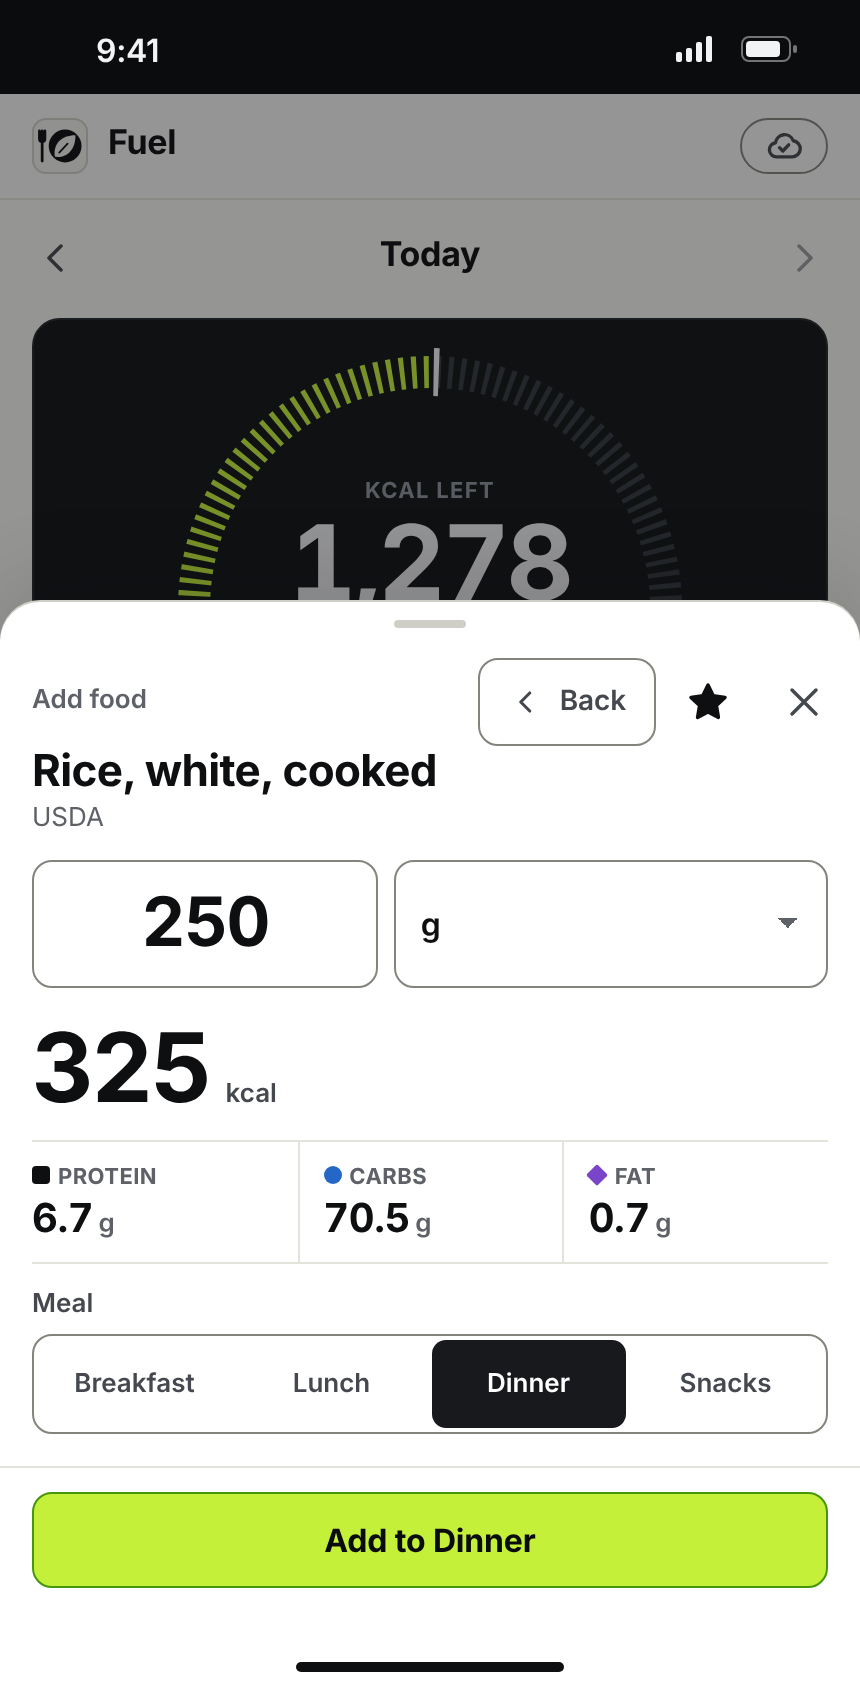 9:41
Fuel
Today
KCAL LEFT
1,278
Add food
Back
Rice, white, cooked
USDA
250
g
325 kcal
PROTEIN
6.7 g
CARBS
70.5 g
FAT
0.7 g
Meal
Breakfast Lunch Dinner Snacks
Add to Dinner